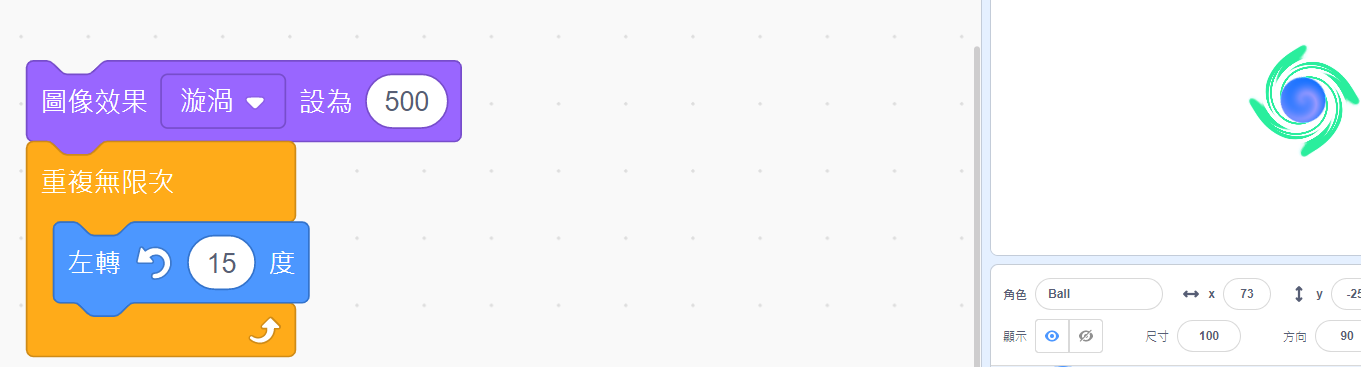 圖像效果 漩渦 設為 500
重複無限次
左轉 15 度
角色 Ball x 73 y -25
顯示 尺寸 100 方向 90